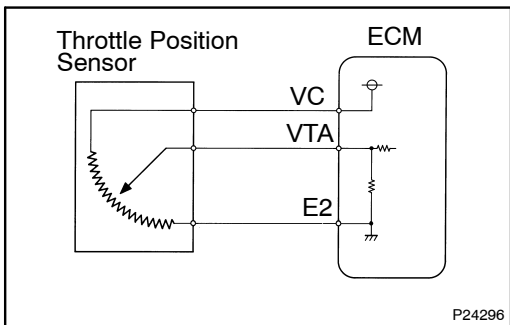 Throttle Position
Sensor
ECM
VC
VTA
E2
P24296